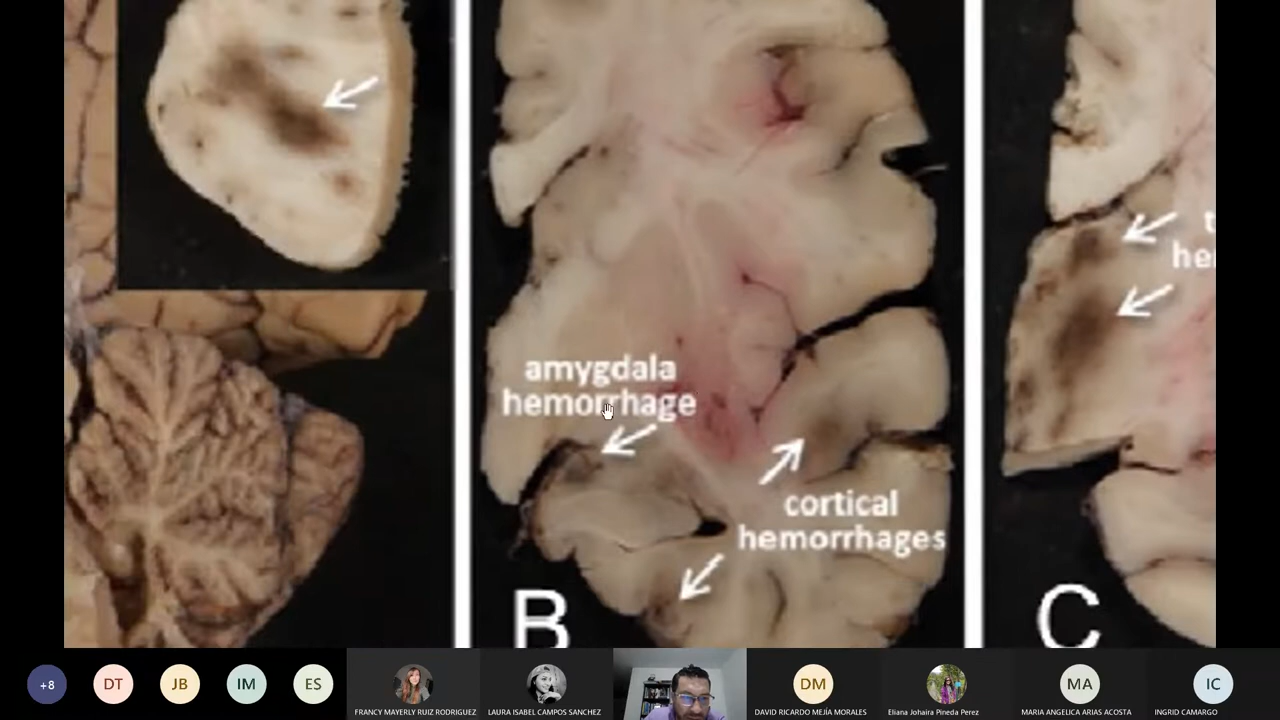 amygdala
hemorrhage
cortical
hemorrhages
B
C
+8
DT
JB
IM
ES
DM
MA
IC
FRANCY MAYERLY RUIZ RODRIGUEZ
LAURA ISABEL CAMPOS SANCHEZ
DAVID RICARDO MEJÍA MORALES
Eliana Johaira Pineda Perez
MARIA ANGELICA ARIAS ACOSTA
INGRID CAMARGO